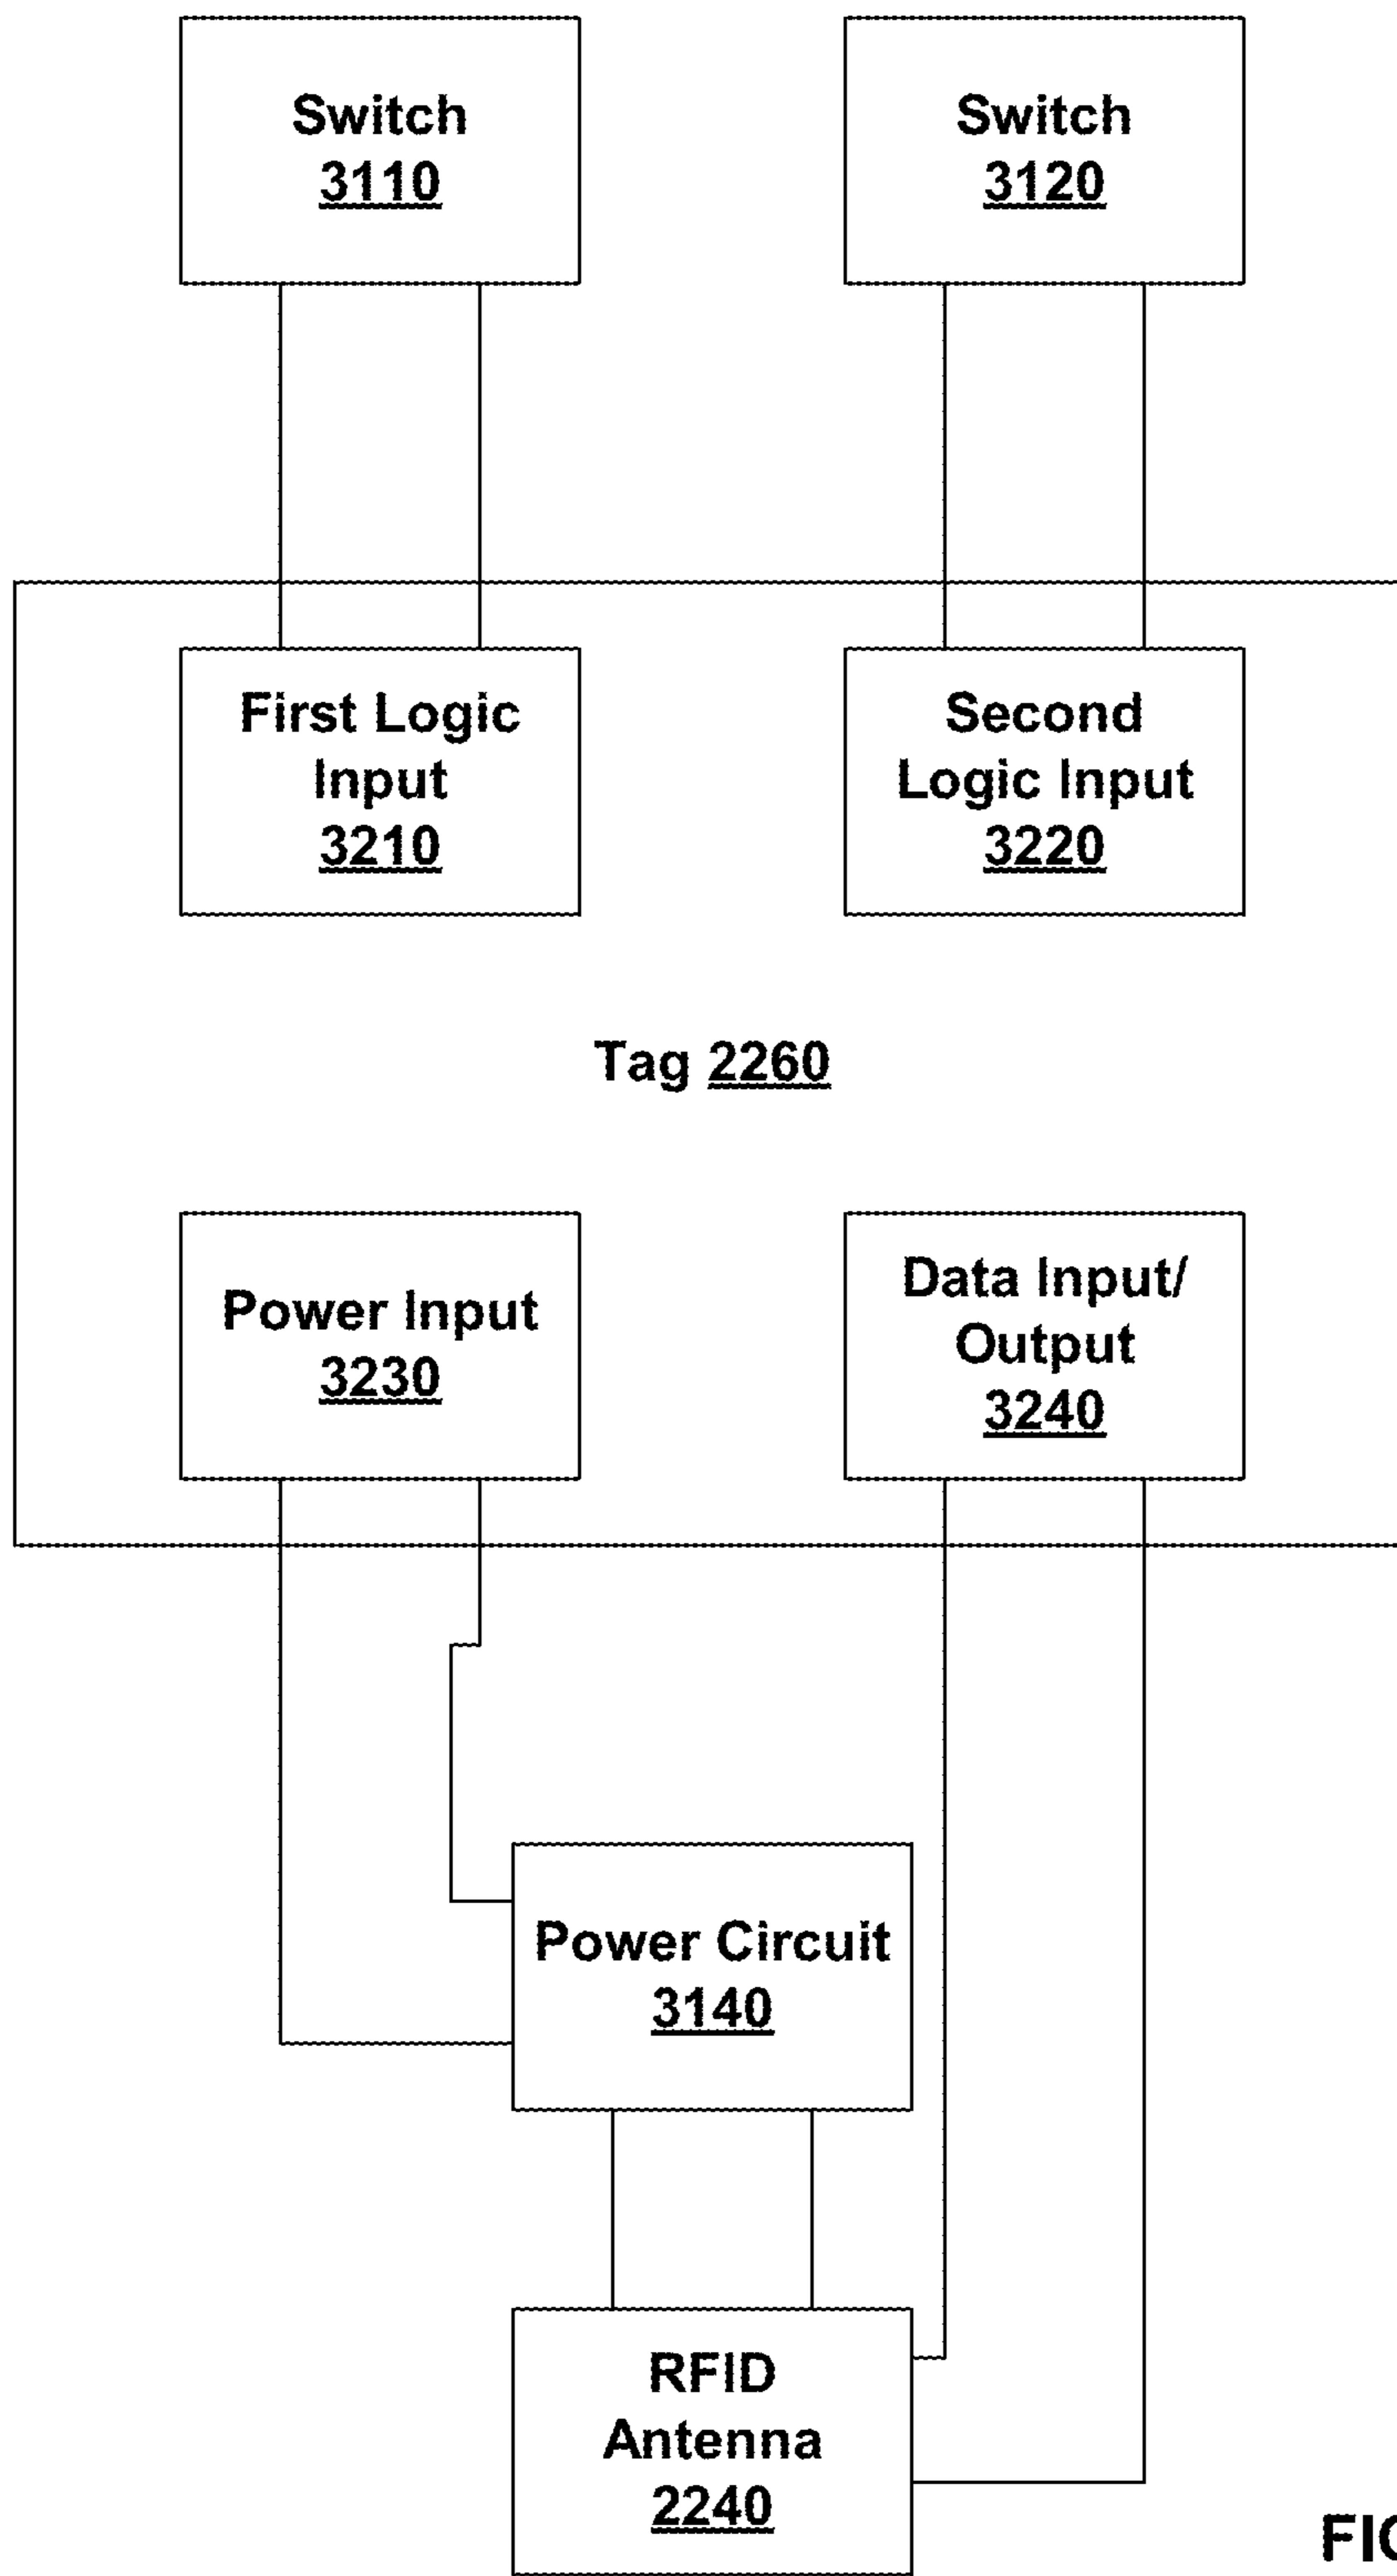 Switch
3110
Switch
3120
First Logic
Input
3210
Second
Logic Input
3220
Tag 2260
Power Input
3230
Data Input/
Output
3240
Power Circuit
3140
RFID
Antenna
2240